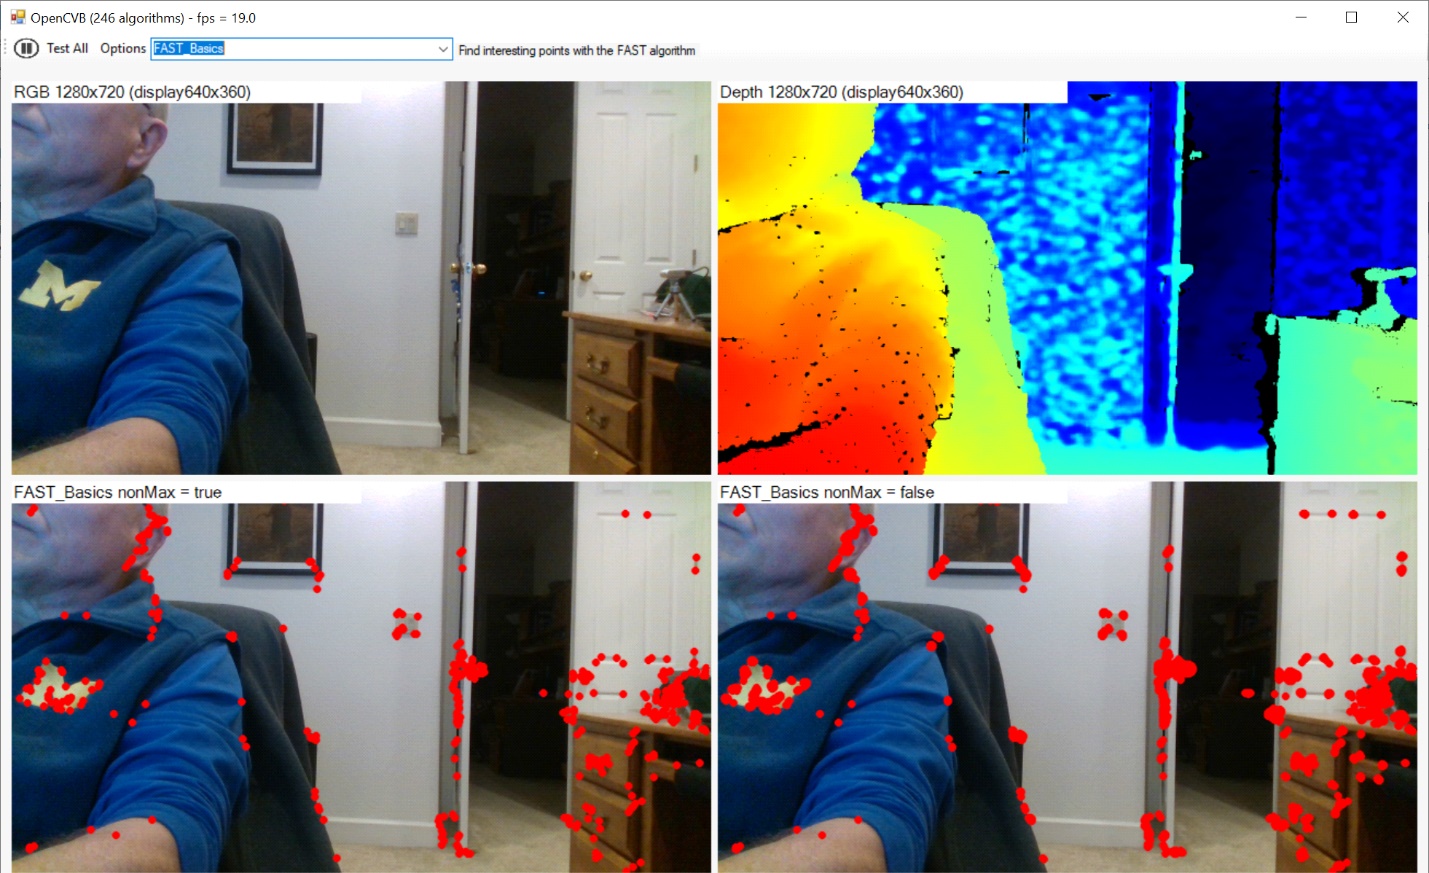 OpenCVB (246 algorithms) - fps = 19.0
Test All Options FAST_Basics Find interesting points with the FAST algorithm
RGB 1280x720 (display640x360)
Depth 1280x720 (display640x360)
M
FAST_Basics nonMax = true
FAST_Basics nonMax = false